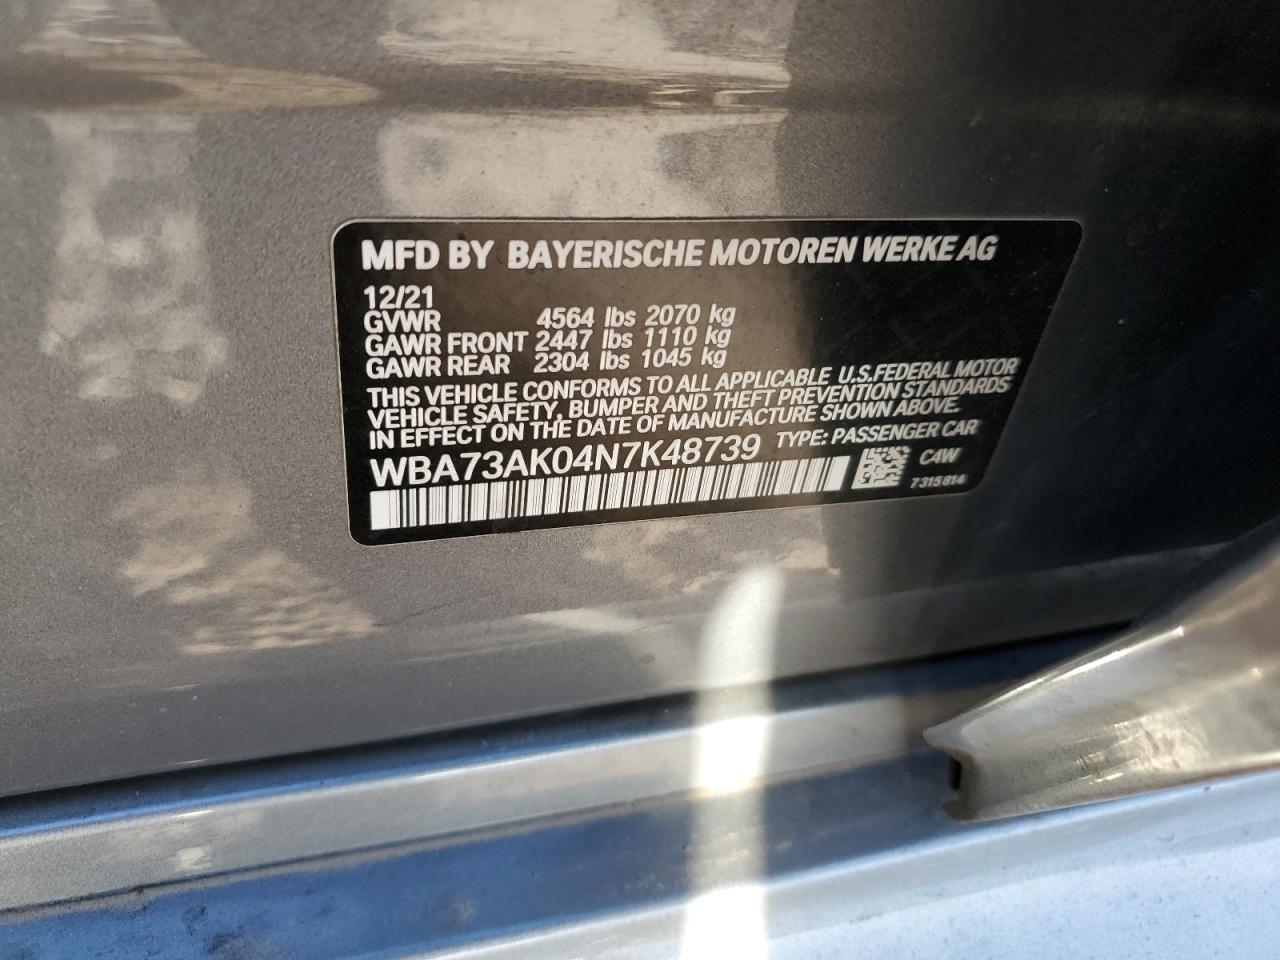 MFD BY BAYERISCHE MOTOREN WERKE AG
12/21
GVWR 4564 lbs 2070 kg
GAWR FRONT 2447 lbs 1110 kg
GAWR REAR 2304 lbs 1045 kg
THIS VEHICLE CONFORMS TO ALL APPLICABLE U.S.FEDERAL MOTOR
VEHICLE SAFETY, BUMPER AND THEFT PREVENTION STANDARDS
IN EFFECT ON THE DATE OF MANUFACTURE SHOWN ABOVE.
WBA73AK04N7K48739 TYPE: PASSENGER CAR
C4W
7 315 814